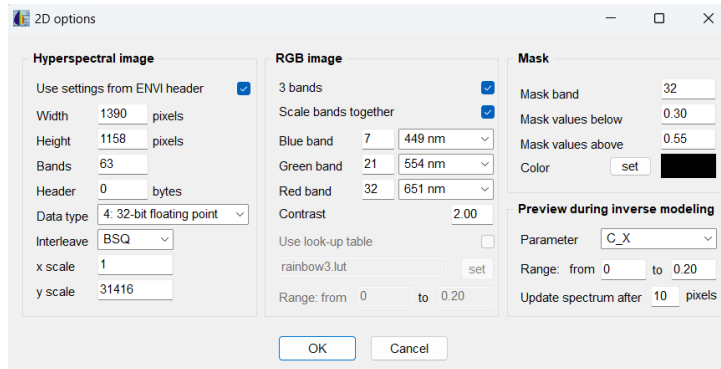 2D options
Hyperspectral image
Use settings from ENVI header
Width 1390 pixels
Height 1158 pixels
Bands 63
Header 0 bytes
Data type 4: 32-bit floating point
Interleave BSQ
x scale 1
y scale 31416
RGB image
3 bands
Scale bands together
Blue band 7 449 nm
Green band 21 554 nm
Red band 32 651 nm
Contrast 2.00
Use look-up table
rainbow3.lut set
Range: from 0 to 0.20
Mask
Mask band 32
Mask values below 0.30
Mask values above 0.55
Color set
Preview during inverse modeling
Parameter C_X
Range: from 0 to 0.20
Update spectrum after 10 pixels
OK Cancel